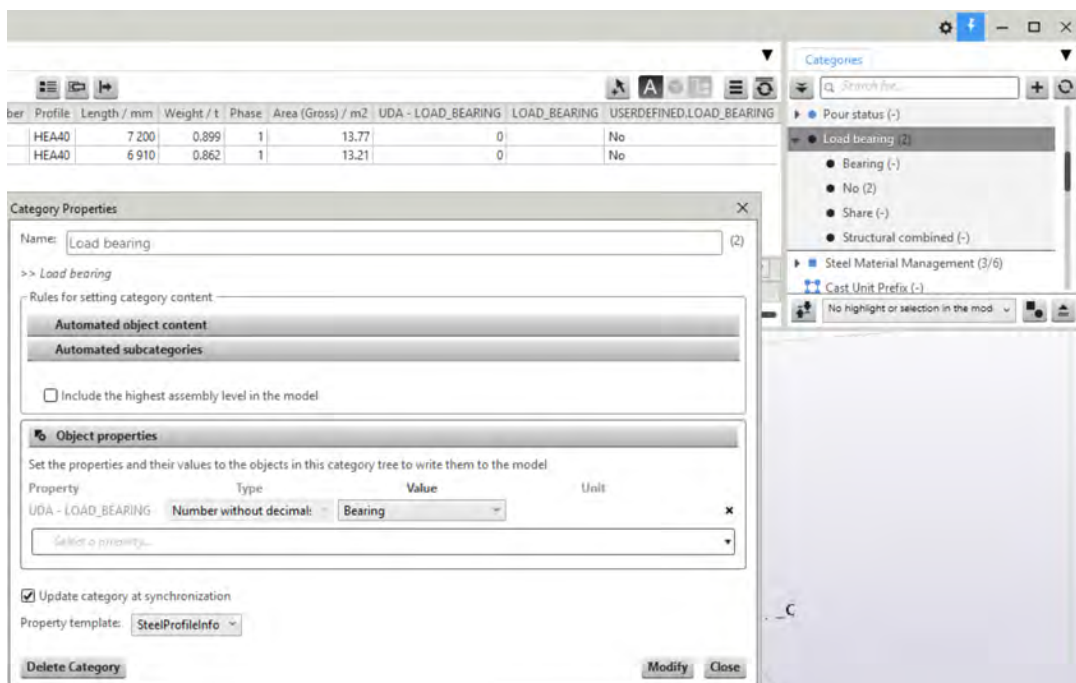 Categories
Search for...
ber Profile Length / mm Weight / t Phase Area (Gross) / m2 UDA - LOAD_BEARING LOAD_BEARING USERDEFINED.LOAD_BEARING
HEA40 7 200 0.899 1 13.77 0 No
HEA40 6 910 0.862 1 13.21 0 No
Pour status (-)
Load bearing (2)
Bearing (-)
No (2)
Share (-)
Structural combined (-)
Steel Material Management (3/6)
Cast Unit Prefix (-)
No highlight or selection in the mod
Category Properties
Name: Load bearing (2)
>> Load bearing
Rules for setting category content
Automated object content
Automated subcategories
Include the highest assembly level in the model
Object properties
Set the properties and their values to the objects in this category tree to write them to the model
Property Type Value Unit
UDA - LOAD_BEARING Number without decimal: Bearing
Select a property...
Update category at synchronization
Property template: SteelProfileInfo
Delete Category Modify Close
_C